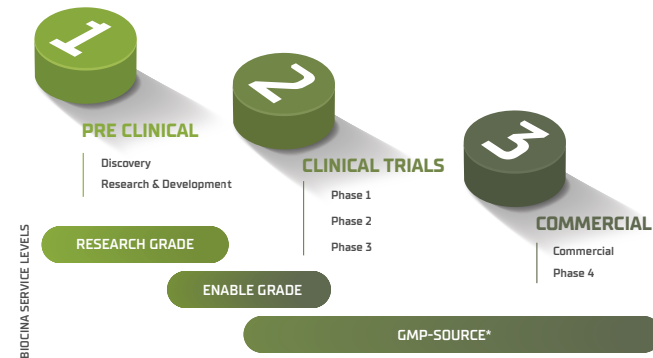 1
PRE CLINICAL
Discovery
Research & Development
2
CLINICAL TRIALS
Phase 1
Phase 2
Phase 3
3
COMMERCIAL
Commercial
Phase 4
BIOCINA SERVICE LEVELS
RESEARCH GRADE
ENABLE GRADE
GMP-SOURCE*